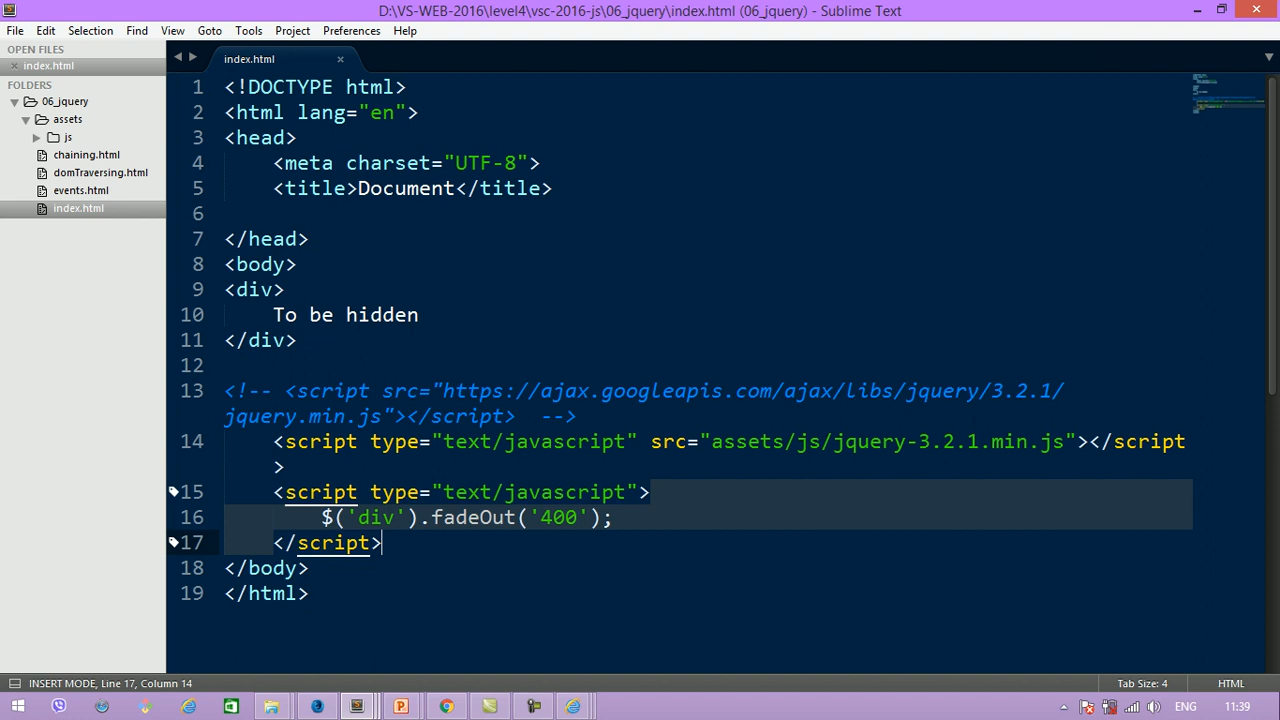 D:\VS-WEB-2016\level4\vsc-2016-js\06_jquery\index.html (06_jquery) - Sublime Text
File Edit Selection Find View Goto Tools Project Preferences Help
OPEN FILES
index.html
FOLDERS
06_jquery
assets
js
chaining.html
domTraversing.html
events.html
index.html
index.html
1 <!DOCTYPE html>
2 <html lang="en">
3 <head>
4 <meta charset="UTF-8">
5 <title>Document</title>
6
7 </head>
8 <body>
9 <div>
10 To be hidden
11 </div>
12
13 <!-- <script src="https://ajax.googleapis.com/ajax/libs/jquery/3.2.1/
jquery.min.js"></script>  -->
14 <script type="text/javascript" src="assets/js/jquery-3.2.1.min.js"></script
>
15 <script type="text/javascript">
16 $('div').fadeOut('400');
17 </script>
18 </body>
19 </html>
INSERT MODE, Line 17, Column 14 Tab Size: 4 HTML
ENG 11:39